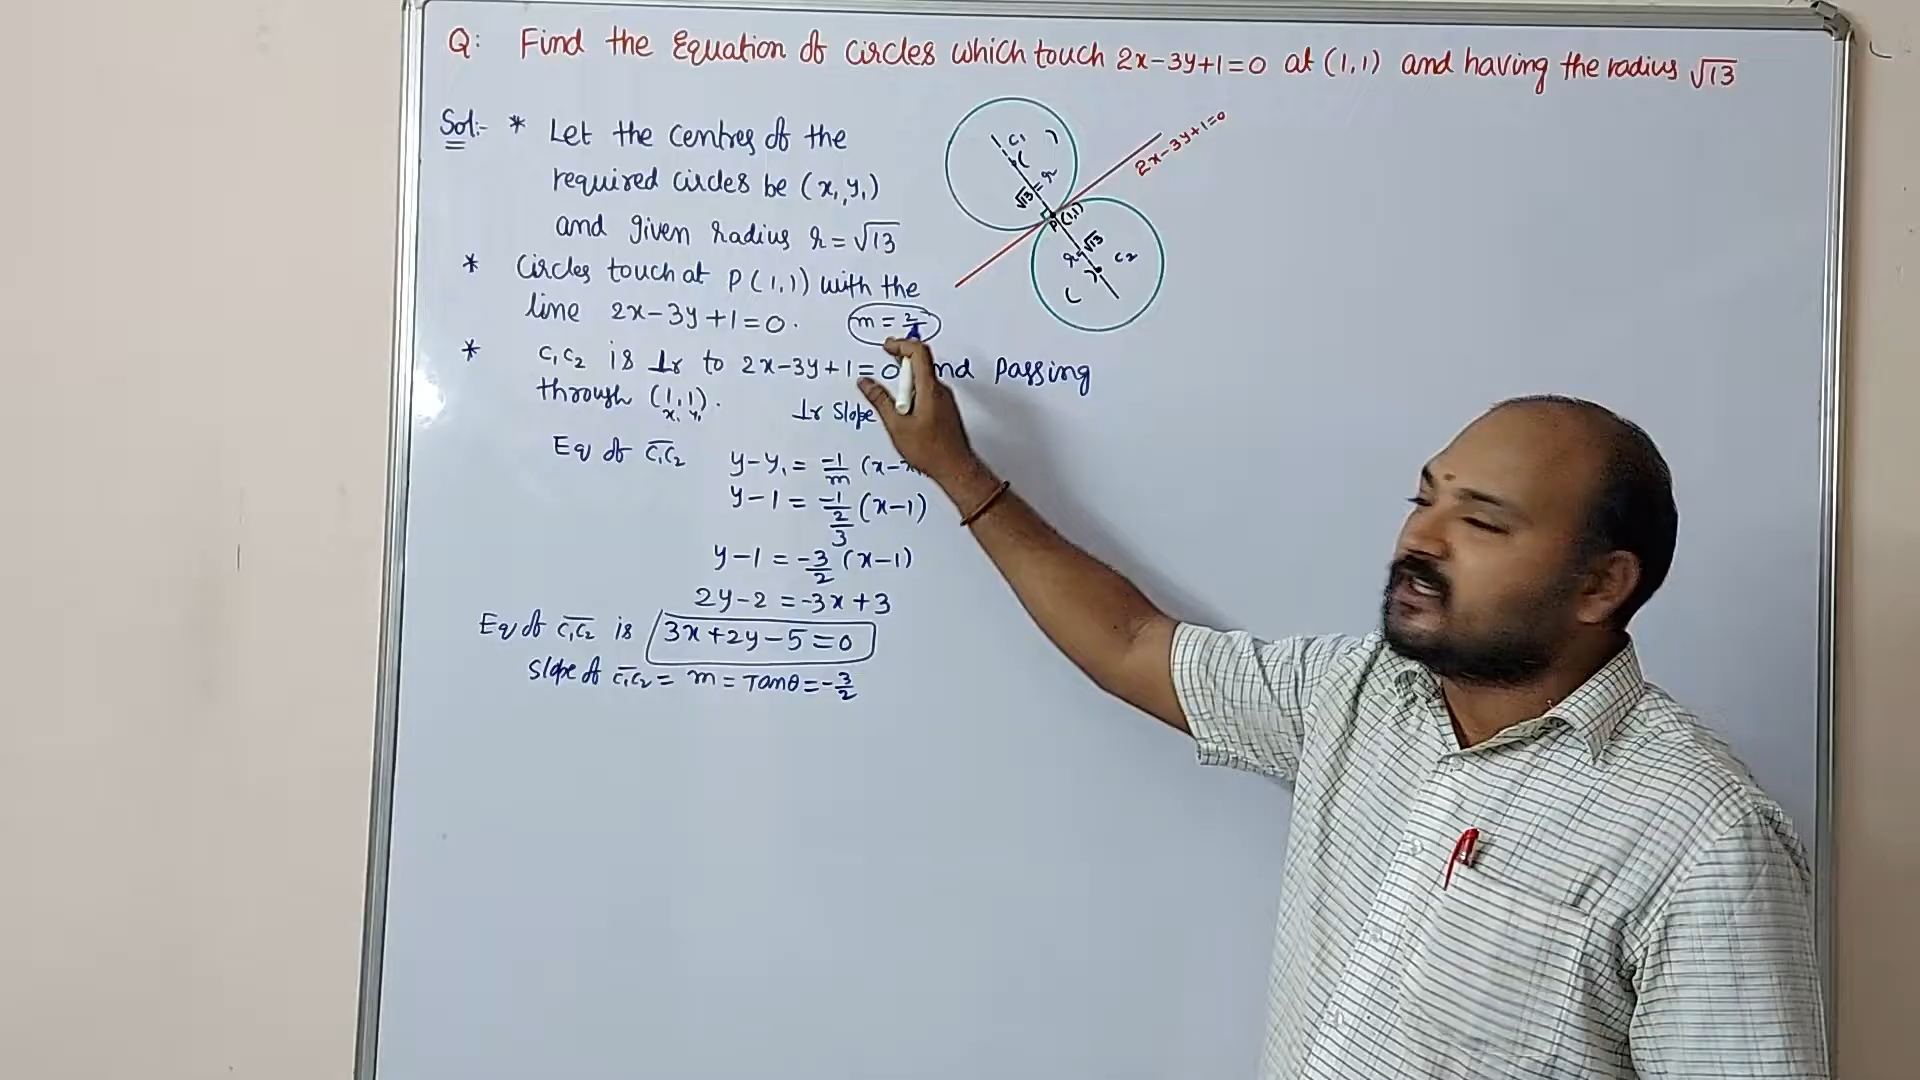 Q: Find the Equation of Circles which touch 2x-3y+1=0 at (1,1) and having the radius √13
Sol:- * Let the centres of the
required circles be (x₁,y₁)
and given radius r=√13
* Circles touch at P(1,1) with the
line 2x-3y+1=0. m=2/
* C₁C₂ is ⊥r to 2x-3y+1=0 and Passing
through (1,1).
x₁ y₁
⊥r Slope
Eq of C₁C₂ y-y₁ = -1/m (x-x
y-1 = -1/(2/3) (x-1)
y-1 = -3/2 (x-1)
2y-2 = -3x+3
Eq of C₁C₂ is 3x+2y-5=0
Slope of C₁C₂ = m = Tanθ = -3/2
C1 ( )
√13 = r
P(1,1)
2x-3y+1=0
r √13
C2
( )